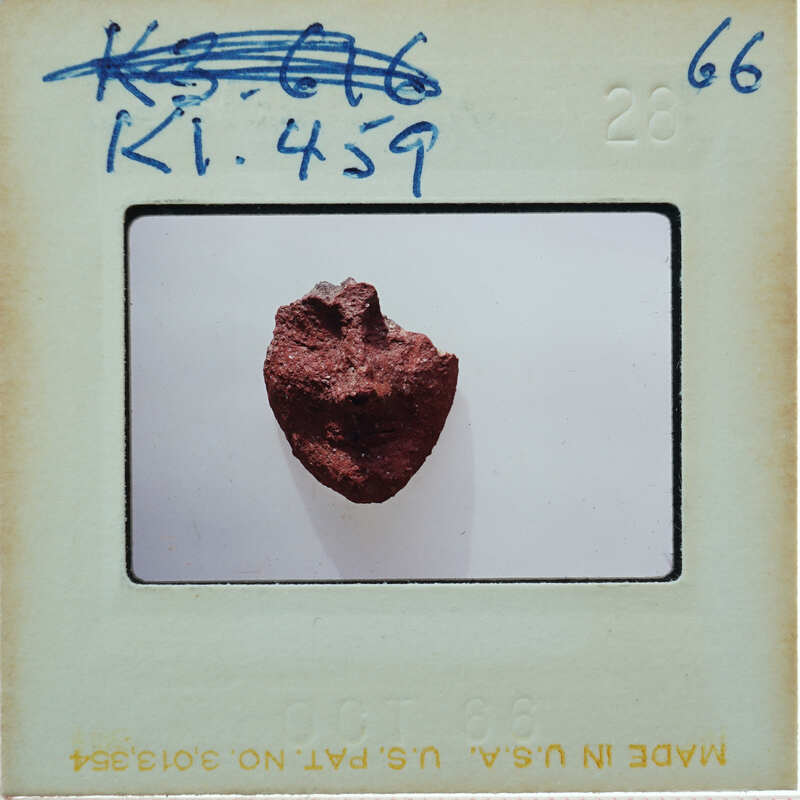 K3.616 66
28
K1.459
OCT 66
MADE IN U.S.A. U.S. PAT. NO. 3,013,354